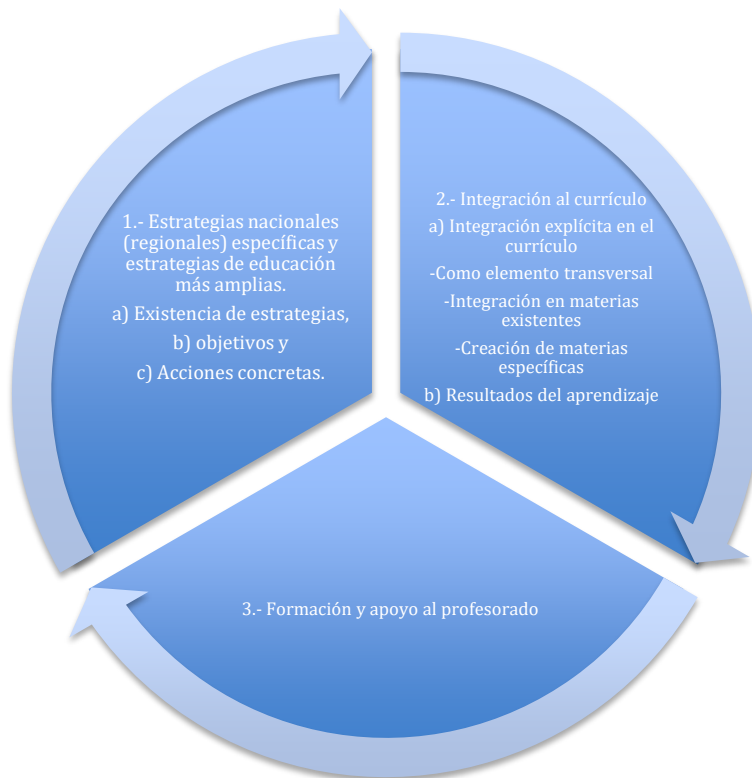 1.- Estrategias nacionales
(regionales) específicas y
estrategias de educación
más amplias.
a) Existencia de estrategias,
b) objetivos y
c) Acciones concretas.
2.- Integración al currículo
a) Integración explícita en el
currículo
-Como elemento transversal
-Integración en materias
existentes
-Creación de materias
específicas
b) Resultados del aprendizaje
3.- Formación y apoyo al profesorado